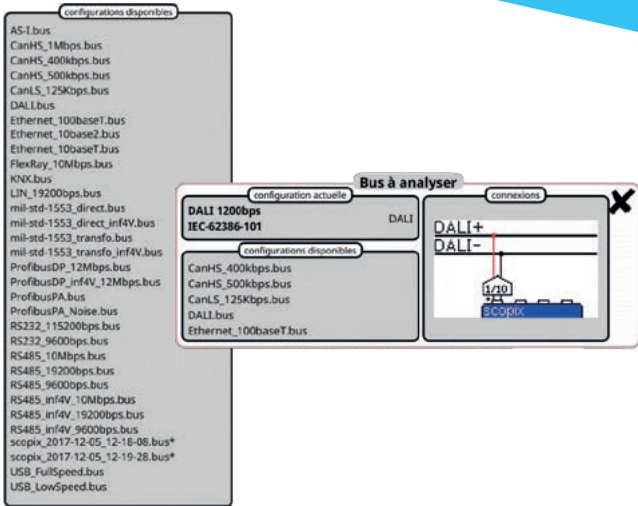 configurations disponibles
AS-I.bus
CanHS_1Mbps.bus
CanHS_400kbps.bus
CanHS_500kbps.bus
CanLS_125Kbps.bus
DALI.bus
Ethernet_100baseT.bus
Ethernet_10base2.bus
Ethernet_10baseT.bus
FlexRay_10Mbps.bus
KNX.bus
LIN_19200bps.bus
mil-std-1553_direct.bus
mil-std-1553_direct_inf4V.bus
mil-std-1553_transfo.bus
mil-std-1553_transfo_inf4V.bus
ProfibusDP_12Mbps.bus
ProfibusDP_inf4V_12Mbps.bus
ProfibusPA.bus
ProfibusPA_Noise.bus
RS232_115200bps.bus
RS232_9600bps.bus
RS485_10Mbps.bus
RS485_19200bps.bus
RS485_9600bps.bus
RS485_inf4V_10Mbps.bus
RS485_inf4V_19200bps.bus
RS485_inf4V_9600bps.bus
scopix_2017-12-05_12-18-08.bus*
scopix_2017-12-05_12-19-28.bus*
USB_FullSpeed.bus
USB_LowSpeed.bus
Bus à analyser
configuration actuelle
DALI 1200bps
IEC-62386-101
DALI
configurations disponibles
CanHS_400kbps.bus
CanHS_500kbps.bus
CanLS_125Kbps.bus
DALI.bus
Ethernet_100baseT.bus
connexions
DALI+
DALI-
1/10
scopix